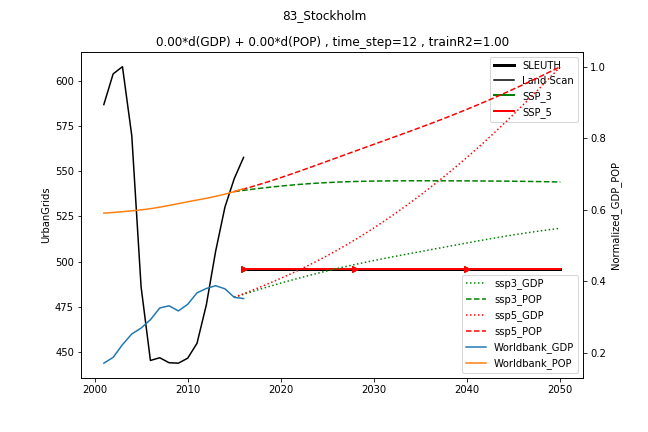 83_Stockholm
0.00*d(GDP) + 0.00*d(POP) , time_step=12 , trainR2=1.00
UrbanGrids
600
575
550
525
500
475
450
2000
2010
2020
2030
2040
2050
1.0
0.8
0.6
0.4
0.2
Normalized_GDP_POP
SLEUTH
Land Scan
SSP_3
SSP_5
ssp3_GDP
ssp3_POP
ssp5_GDP
ssp5_POP
Worldbank_GDP
Worldbank_POP